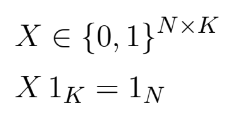 X ∈ {0, 1}^{N×K}
X 1_K = 1_N